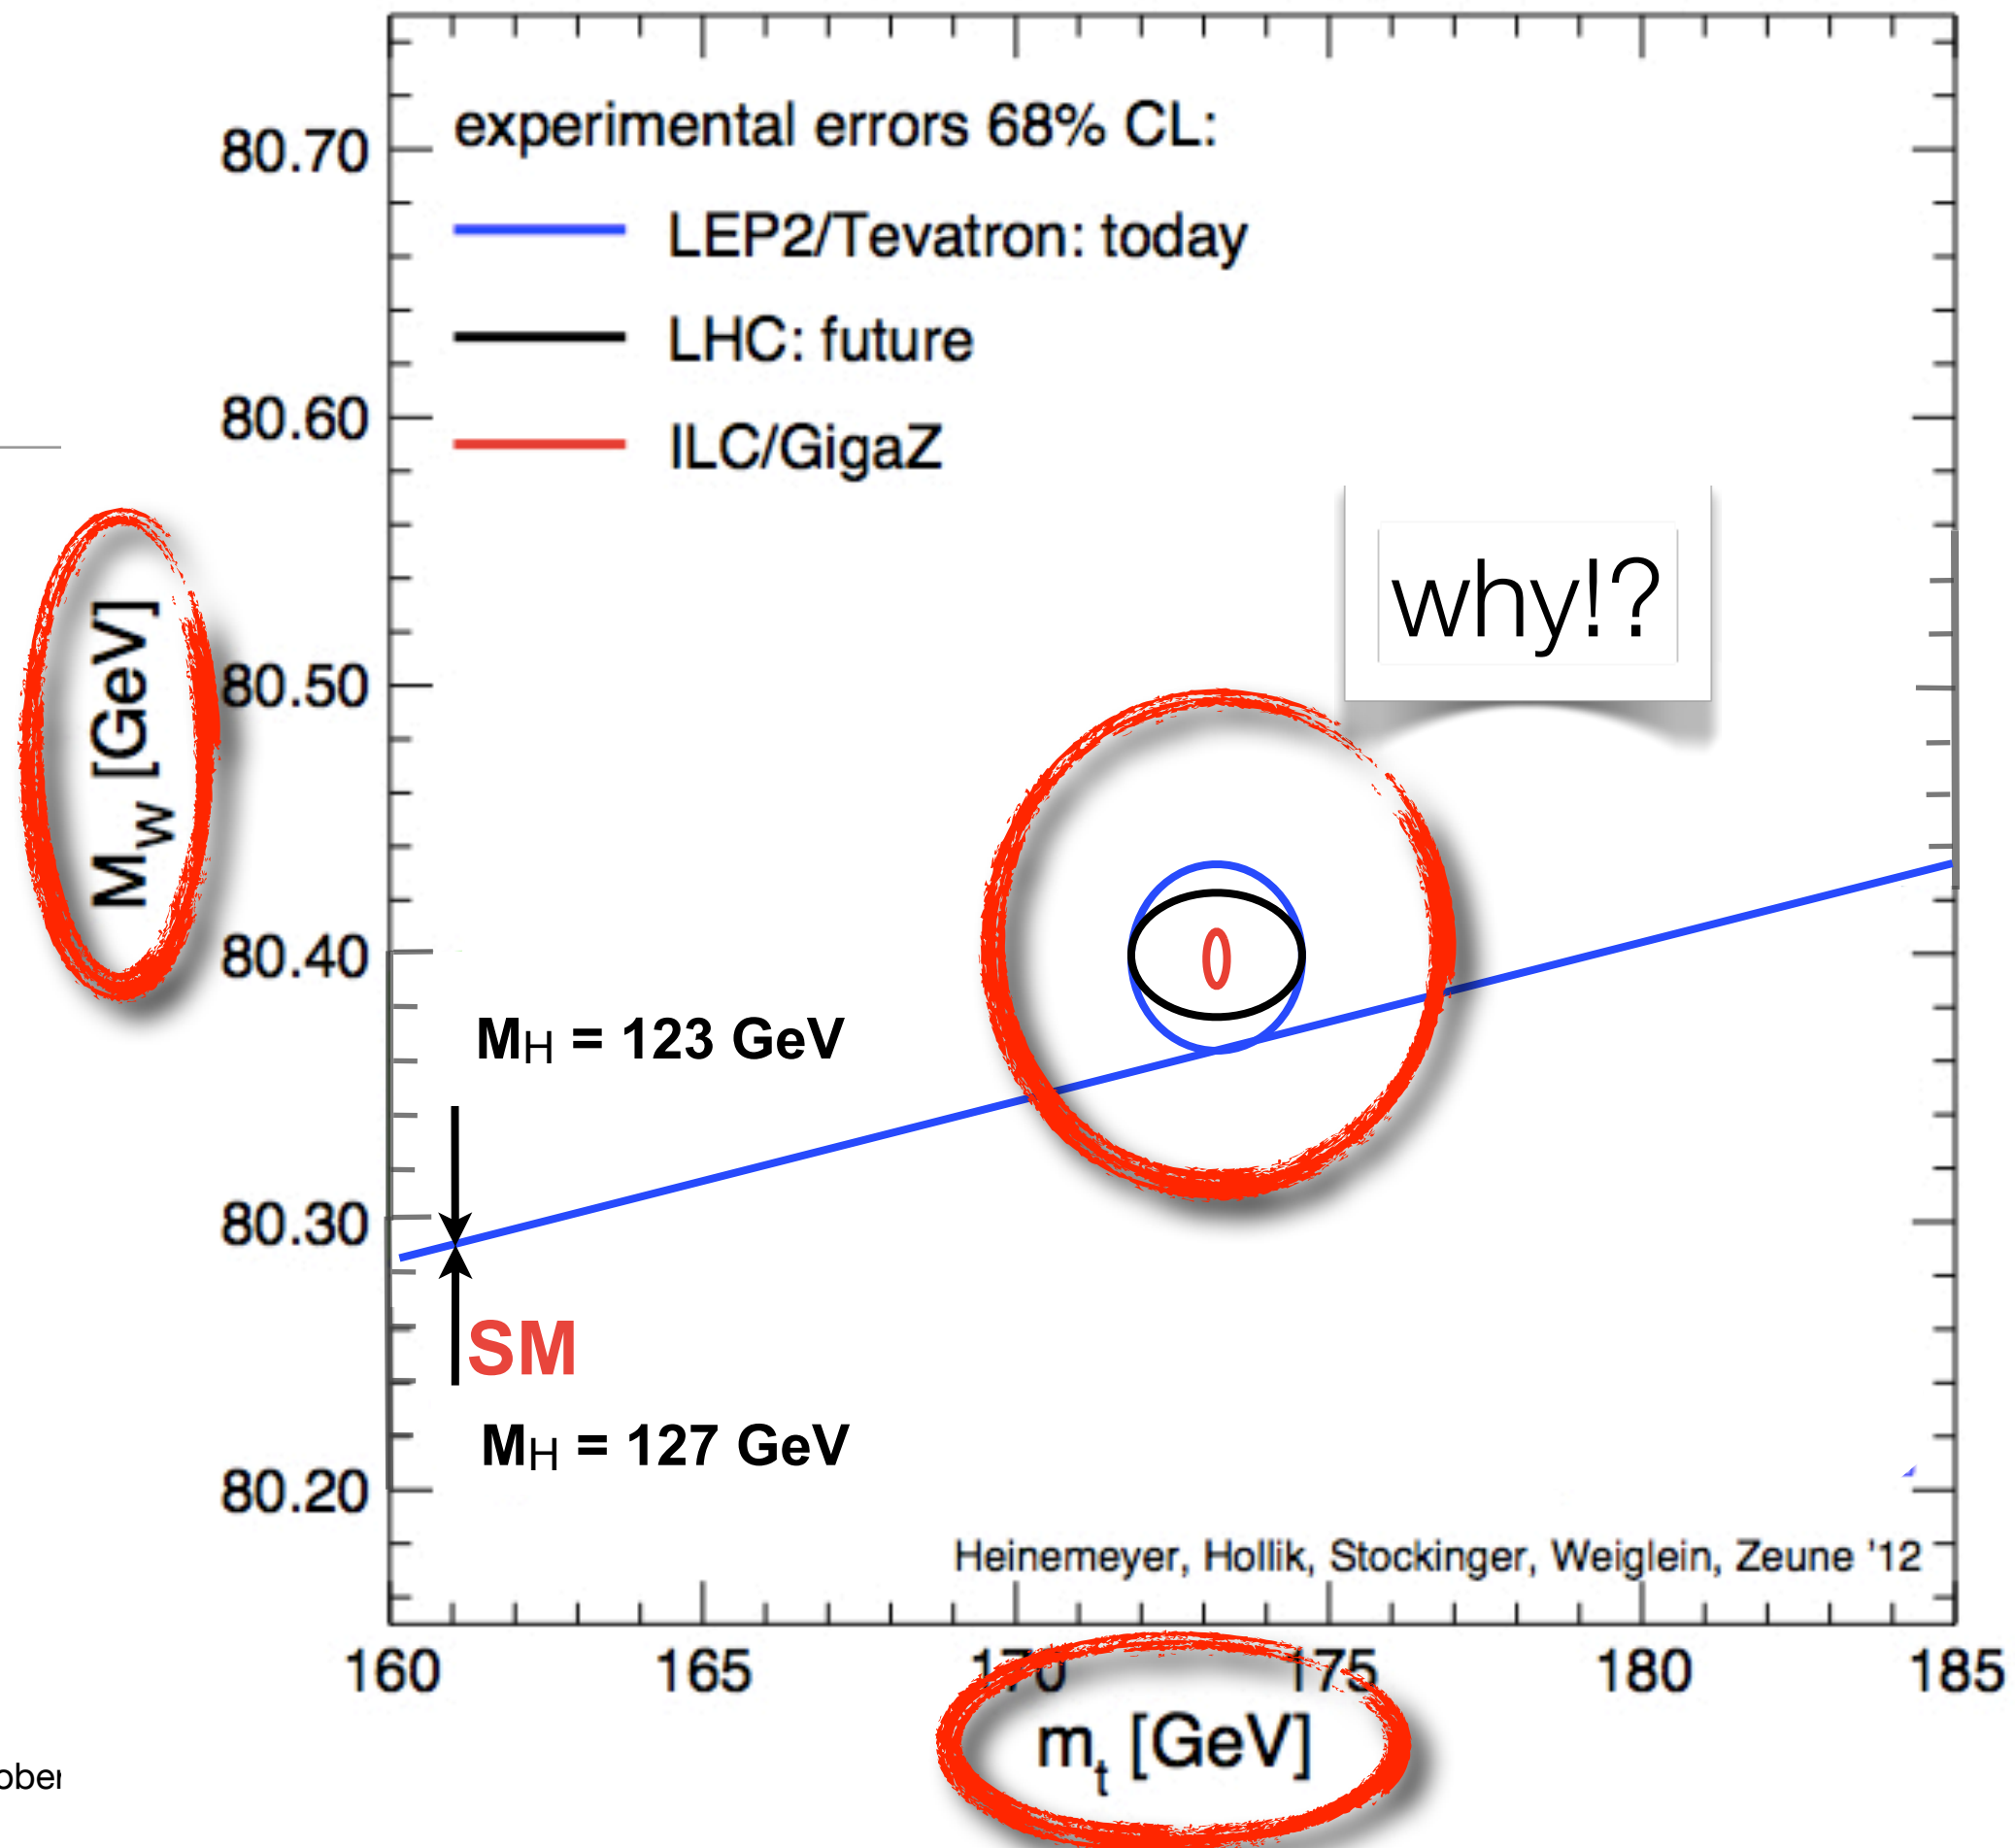 80.70
80.60
80.50
80.40
80.30
80.20
M_W [GeV]
experimental errors 68% CL:
LEP2/Tevatron: today
LHC: future
ILC/GigaZ
why!?
M_H = 123 GeV
SM
M_H = 127 GeV
Heinemeyer, Hollik, Stockinger, Weiglein, Zeune '12
160 165 170 175 180 185
m_t [GeV]
ober